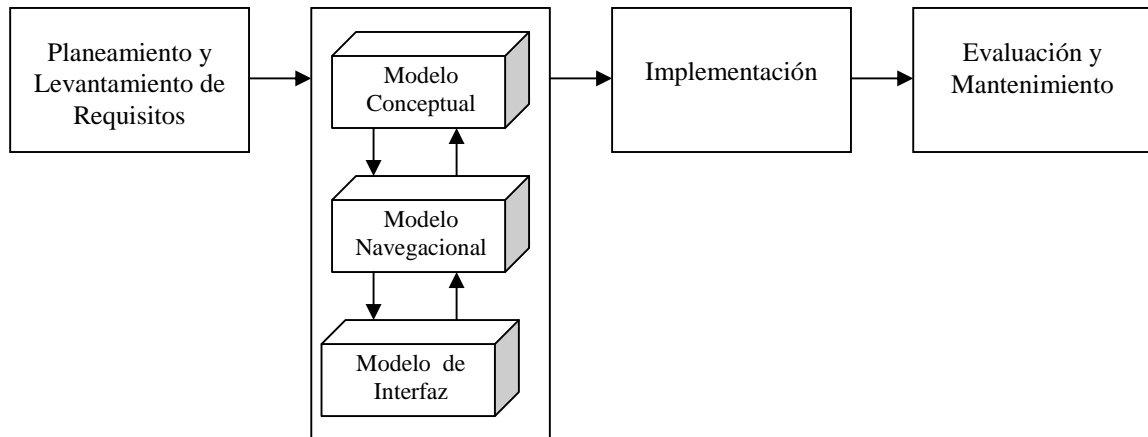 Planeamiento y
Levantamiento de
Requisitos
Modelo
Conceptual
Modelo
Navegacional
Modelo de
Interfaz
Implementación
Evaluación y
Mantenimiento